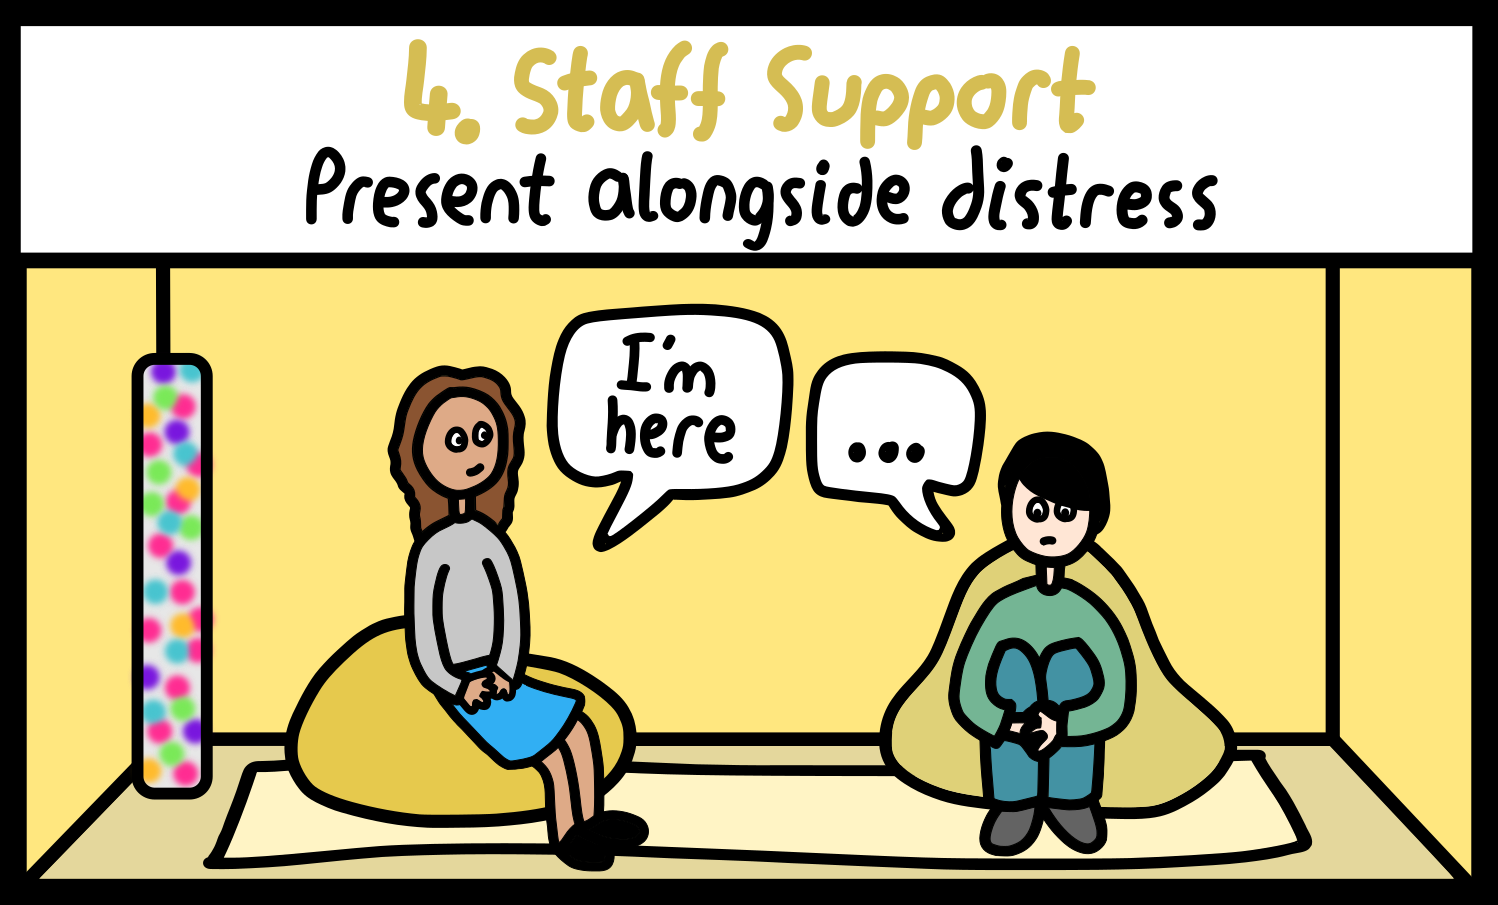 4. Staff Support
Present alongside distress
I'm
here
...